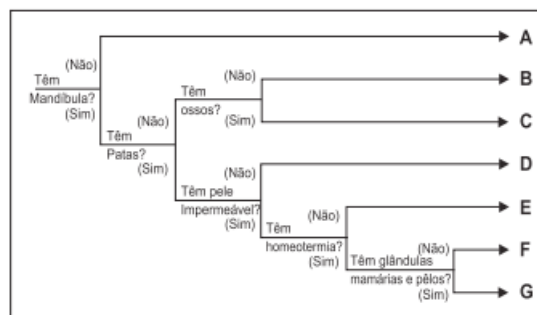 (Não)
A
Têm
Mandíbula?
(Sim)
(Não)
Têm
Patas?
(Sim)
(Não)
B
Têm
ossos?
(Sim)
C
(Não)
D
Têm pele
Impermeável?
(Sim)
(Não)
E
Têm
homeotermia?
(Sim)
(Não)
F
Têm glândulas
mamárias e pêlos?
(Sim)
G